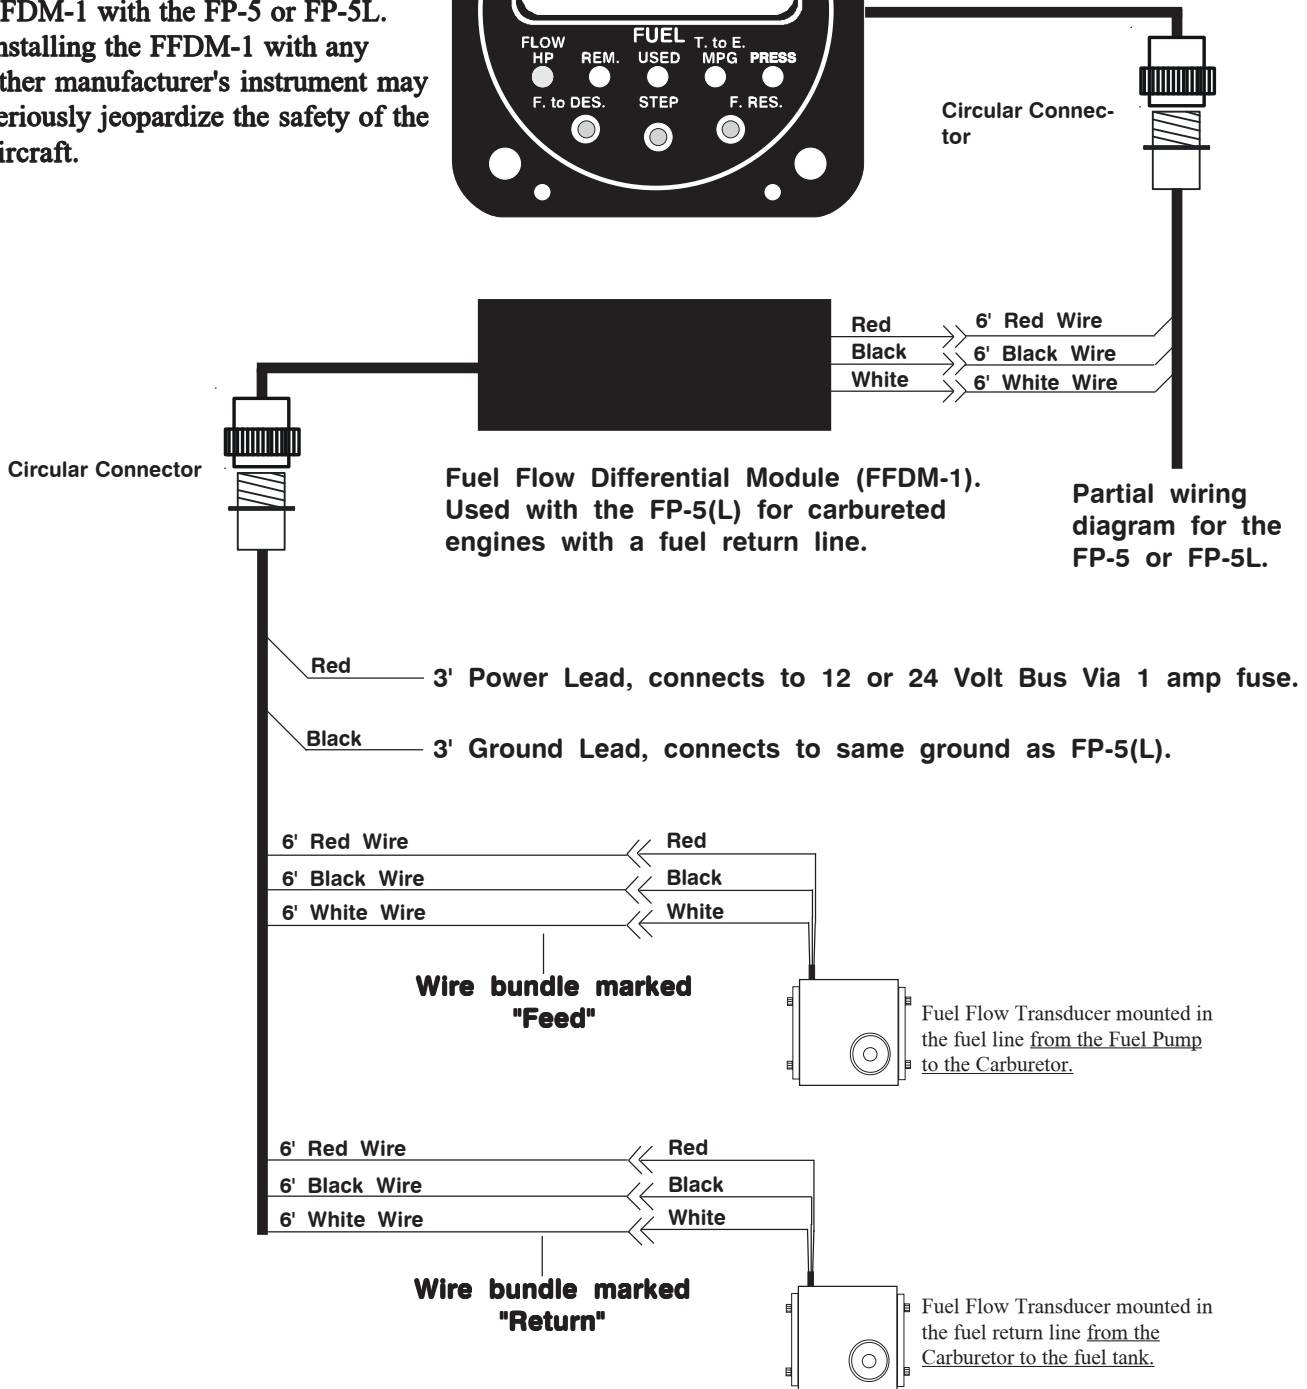 FDM-1 with the FP-5 or FP-5L.
nstalling the FFDM-1 with any
ther manufacturer's instrument may
eriously jeopardize the safety of the
ircraft.
FLOW
HP
REM.
FUEL
USED
T. to E.
MPG
PRESS
F. to DES.
STEP
F. RES.
Circular Connec-
tor
Red
6' Red Wire
Black
6' Black Wire
White
6' White Wire
Circular Connector
Fuel Flow Differential Module (FFDM-1).
Used with the FP-5(L) for carbureted
engines with a fuel return line.
Partial wiring
diagram for the
FP-5 or FP-5L.
Red
3' Power Lead, connects to 12 or 24 Volt Bus Via 1 amp fuse.
Black
3' Ground Lead, connects to same ground as FP-5(L).
6' Red Wire
Red
6' Black Wire
Black
6' White Wire
White
Wire bundle marked
"Feed"
Fuel Flow Transducer mounted in
the fuel line from the Fuel Pump
to the Carburetor.
6' Red Wire
Red
6' Black Wire
Black
6' White Wire
White
Wire bundle marked
"Return"
Fuel Flow Transducer mounted in
the fuel return line from the
Carburetor to the fuel tank.